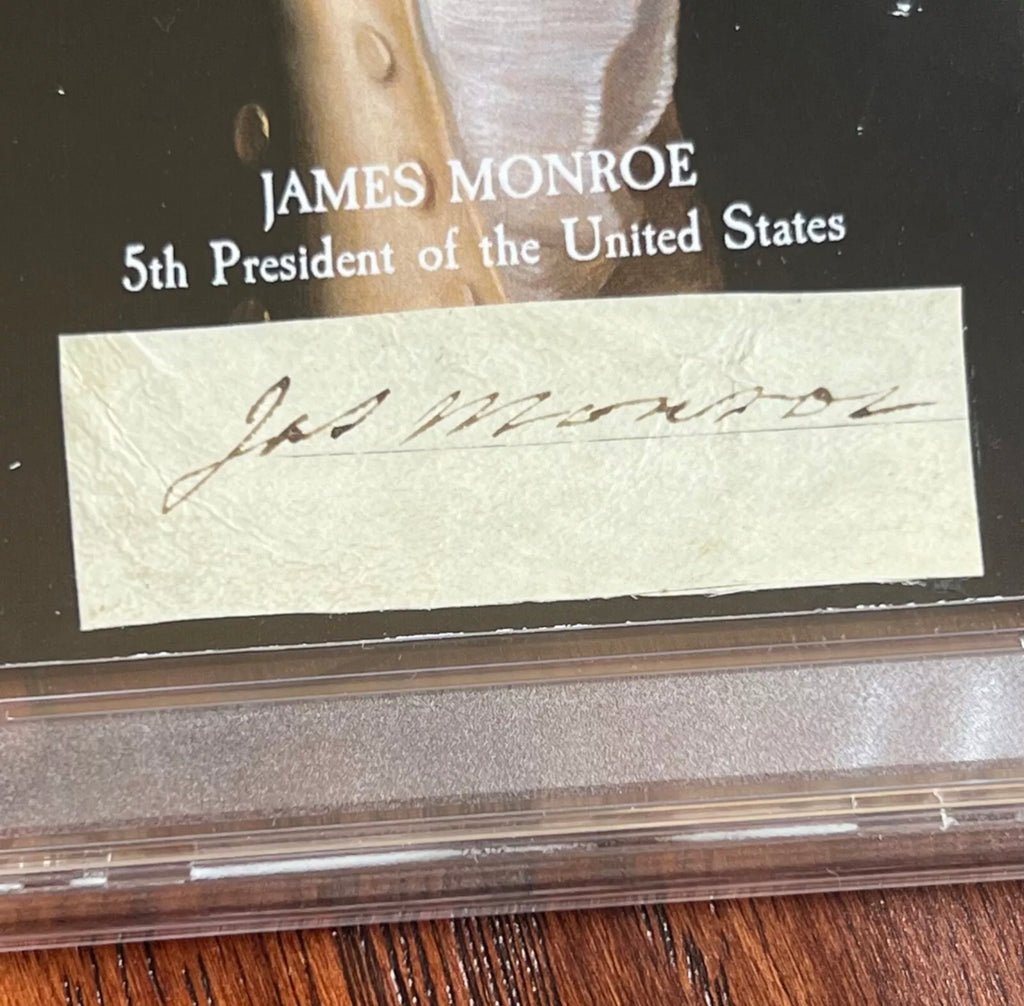 JAMES MONROE
5th President of the United States
Jas Monroe